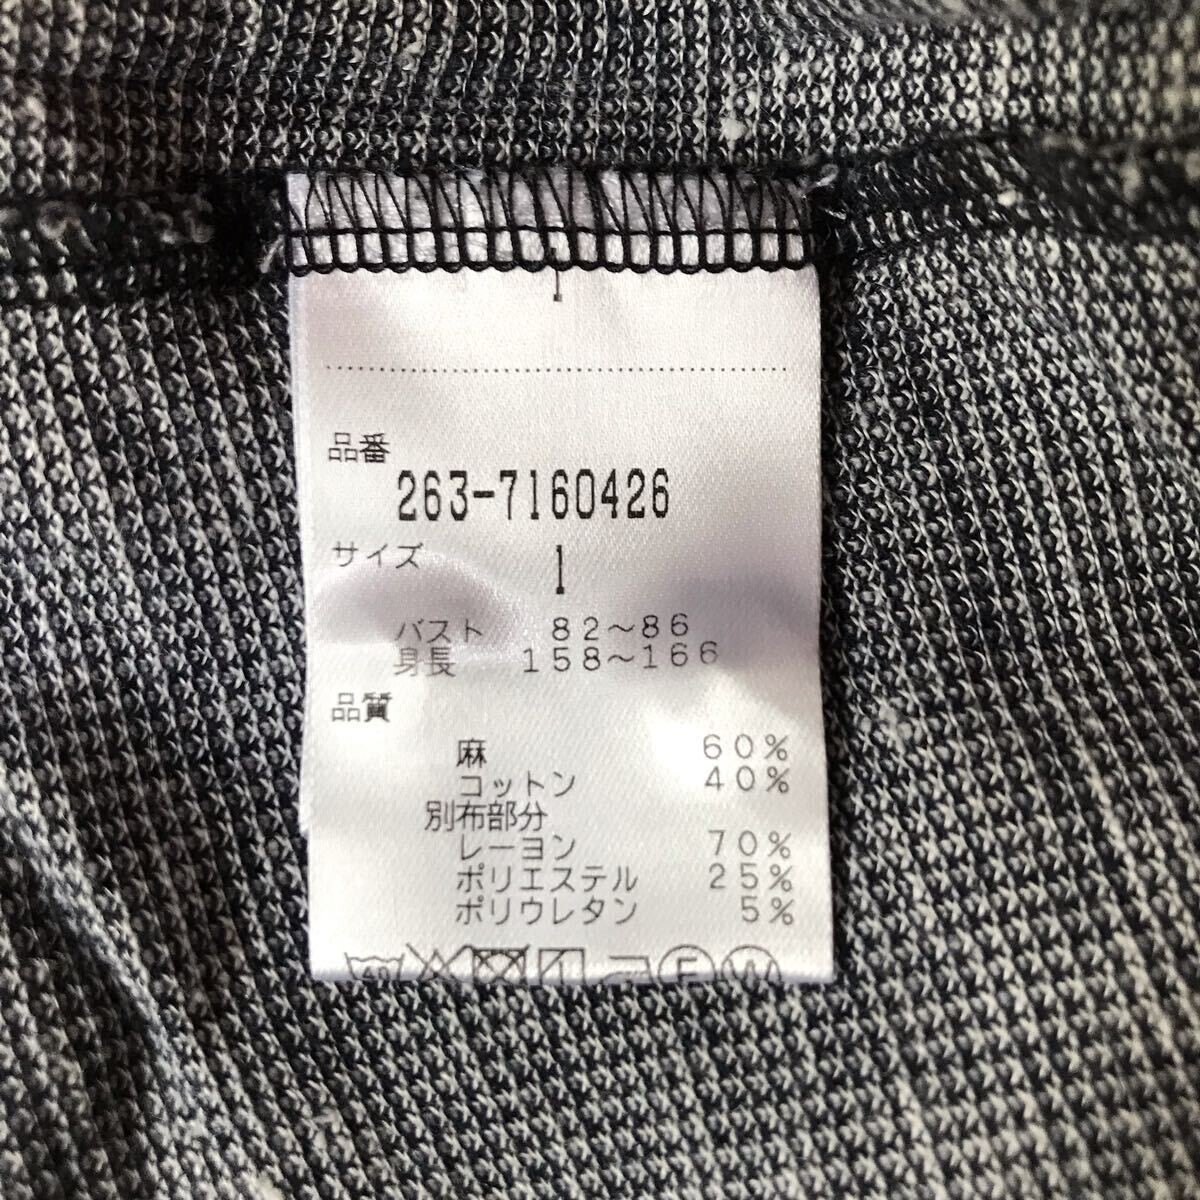 1
品番
263-7160426
サイズ 1
バスト 82～86
身長 158～166
品質
麻 60%
コットン 40%
別布部分
レーヨン 70%
ポリエステル 25%
ポリウレタン 5%
40 F W